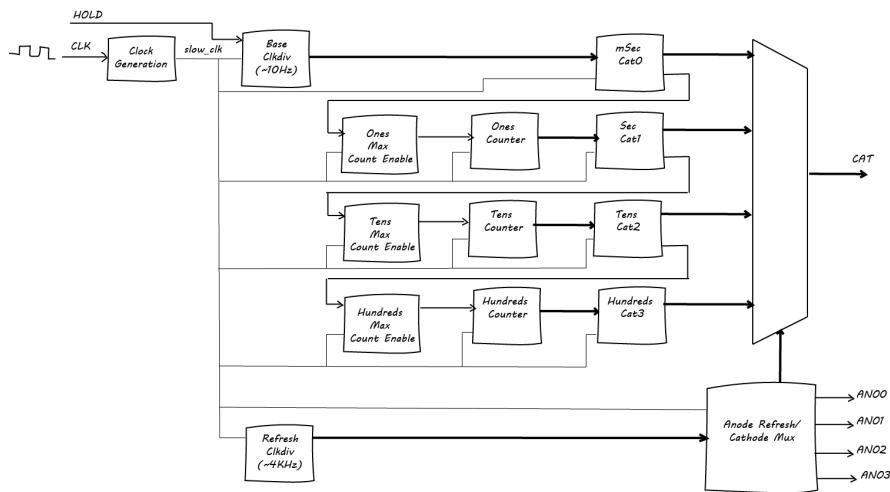 HOLD
CLK
Clock
Generation
slow_clk
Base
Clkdiv
(~10Hz)
mSec
Cat0
Ones
Max
Count Enable
Ones
Counter
Sec
Cat1
CAT
Tens
Max
Count Enable
Tens
Counter
Tens
Cat2
Hundreds
Max
Count Enable
Hundreds
Counter
Hundreds
Cat3
Refresh
Clkdiv
(~4KHz)
Anode Refresh/
Cathode Mux
AN00
AN01
AN02
AN03